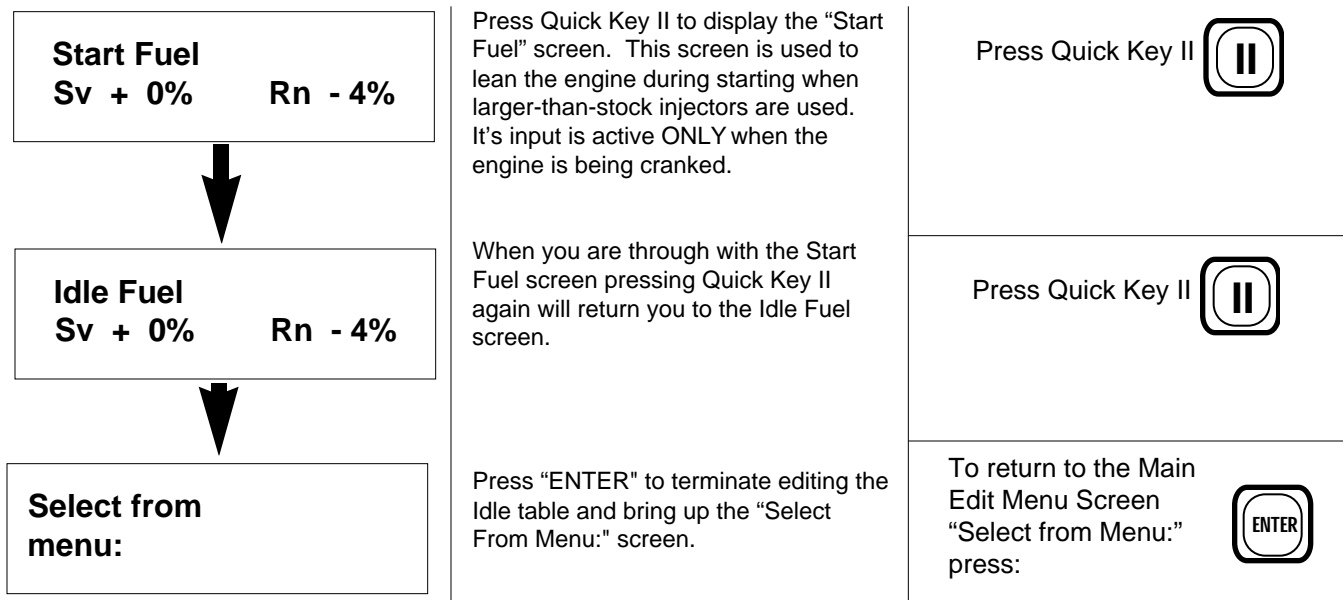 Start Fuel
Sv + 0% Rn - 4%
Press Quick Key II to display the “Start
Fuel” screen. This screen is used to
lean the engine during starting when
larger-than-stock injectors are used.
It’s input is active ONLY when the
engine is being cranked.
Press Quick Key II
II
Idle Fuel
Sv + 0% Rn - 4%
When you are through with the Start
Fuel screen pressing Quick Key II
again will return you to the Idle Fuel
screen.
Press Quick Key II
II
Select from
menu:
Press “ENTER" to terminate editing the
Idle table and bring up the “Select
From Menu:" screen.
To return to the Main
Edit Menu Screen
“Select from Menu:”
press:
ENTER